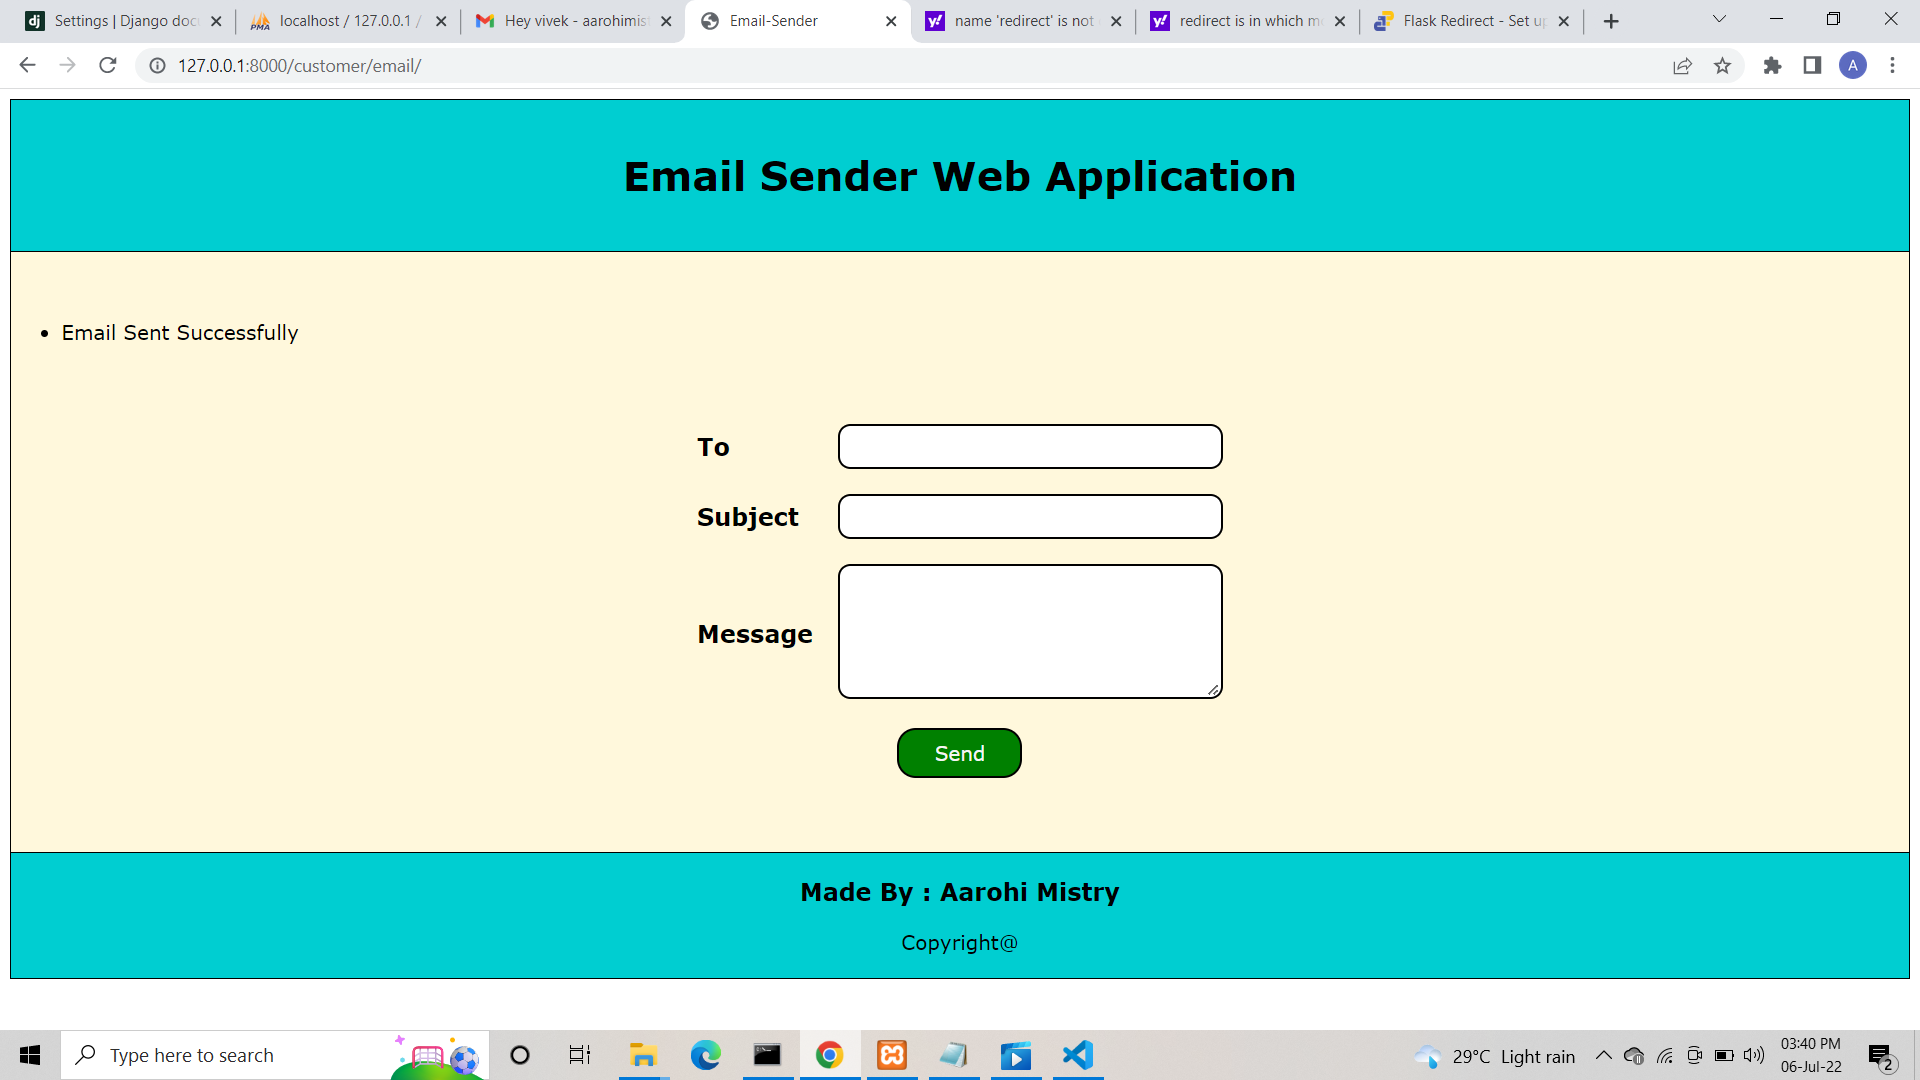 dj Settings | Django doc
PMA localhost / 127.0.0.1 /
Hey vivek - aarohimis
Email-Sender
y! name 'redirect' is not
y! redirect is in which m
Flask Redirect - Set u
127.0.0.1:8000/customer/email/
A
Email Sender Web Application
• Email Sent Successfully
To
Subject
Message
Send
Made By : Aarohi Mistry
Copyright@
Type here to search
29°C Light rain
03:40 PM
06-Jul-22
2